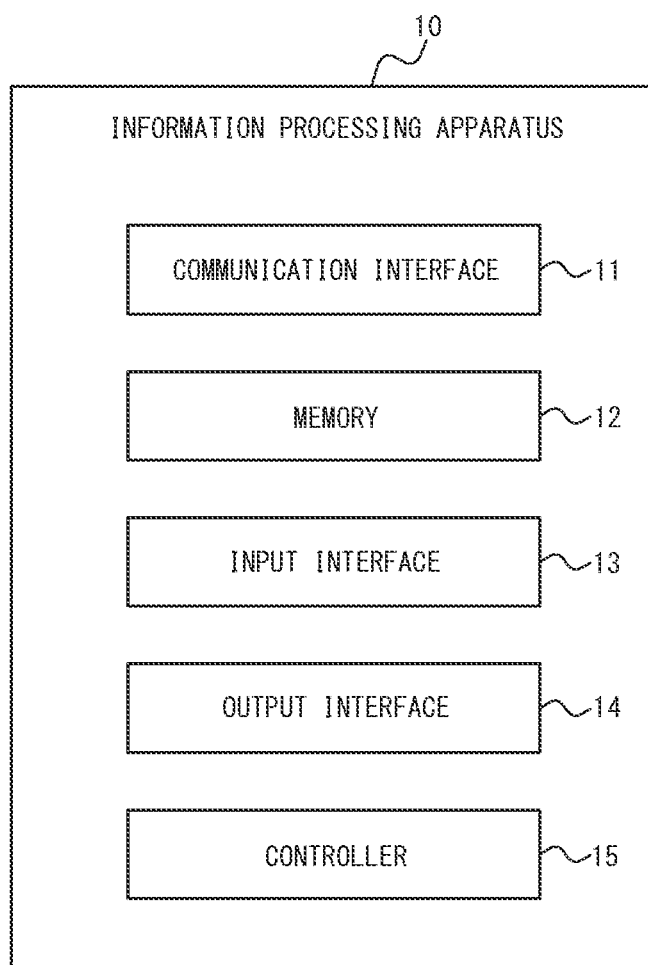 10
INFORMATION PROCESSING APPARATUS
COMMUNICATION INTERFACE 11
MEMORY 12
INPUT INTERFACE 13
OUTPUT INTERFACE 14
CONTROLLER 15